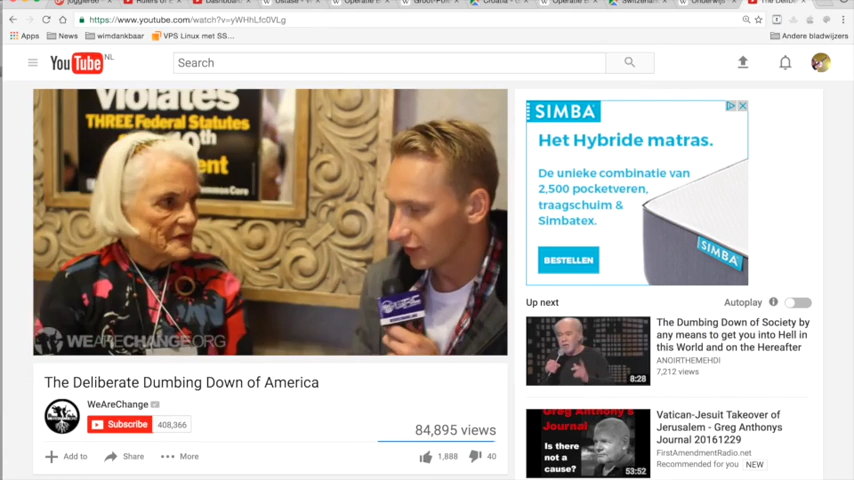 https://www.youtube.com/watch?v=yWHhLfc0VLg
Apps
News
wimdankbaar
VPS Linux met SS...
Andere bladwijzers
YouTube NL
Search
Violates
THREE Federal Statutes
Common Core
WEARECHANGE.ORG
The Deliberate Dumbing Down of America
WeAreChange
Subscribe 408,366
84,895 views
Add to
Share
More
1,888
40
SIMBA
Het Hybride matras.
De unieke combinatie van
2,500 pocketveren,
traagschuim &
Simbatex.
BESTELLEN
SIMBA
Up next
Autoplay
The Dumbing Down of Society by
any means to get you into Hell in
this World and on the Hereafter
ANOIRTHEMEHDI
7,212 views
8:28
Vatican-Jesuit Takeover of
Jerusalem - Greg Anthonys
Journal 20161229
FirstAmendmentRadio.net
Recommended for you NEW
Greg Anthony's
Journal
Is there
not a
cause?
53:52